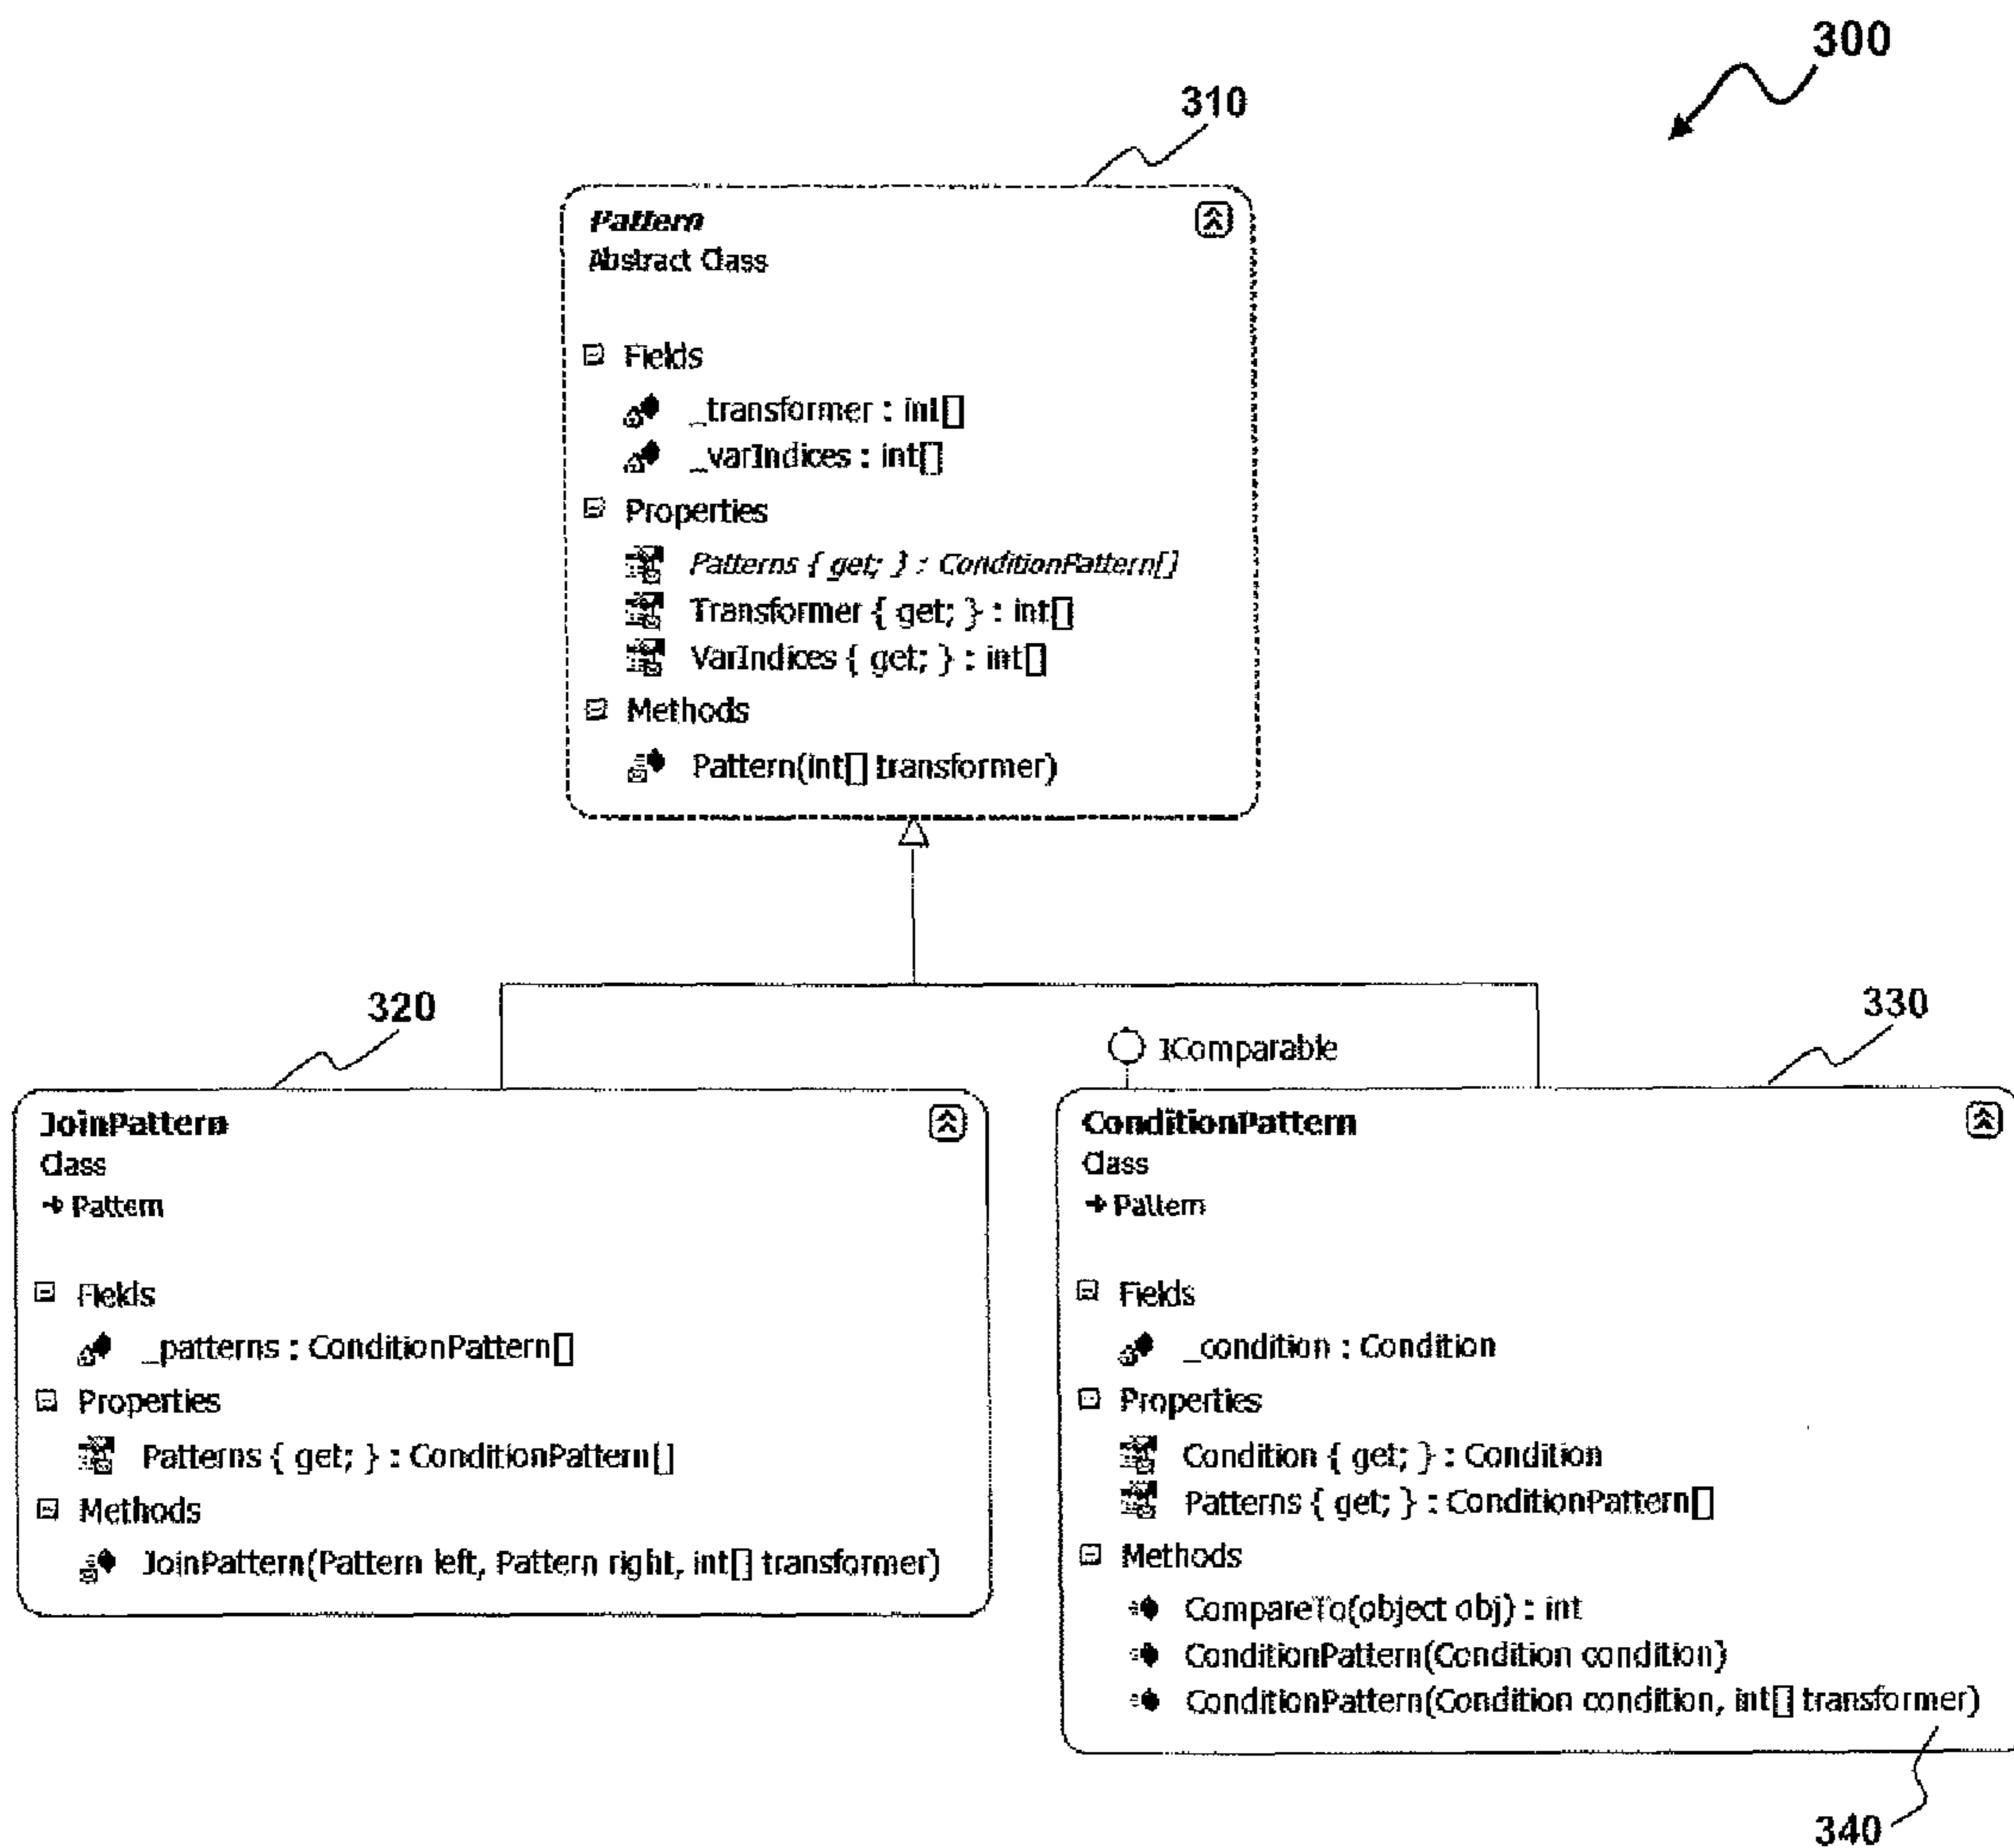 300
310
Pattern
Abstract Class
Fields
_transformer : int[]
_varIndices : int[]
Properties
Patterns { get; } : ConditionPattern[]
Transformer { get; } : int[]
VarIndices { get; } : int[]
Methods
Pattern(int[] transformer)
320
330
IComparable
JoinPattern
Class
Pattern
Fields
_patterns : ConditionPattern[]
Properties
Patterns { get; } : ConditionPattern[]
Methods
JoinPattern(Pattern left, Pattern right, int[] transformer)
ConditionPattern
Class
Pattern
Fields
_condition : Condition
Properties
Condition { get; } : Condition
Patterns { get; } : ConditionPattern[]
Methods
CompareTo(object obj) : int
ConditionPattern(Condition condition)
ConditionPattern(Condition condition, int[] transformer)
340